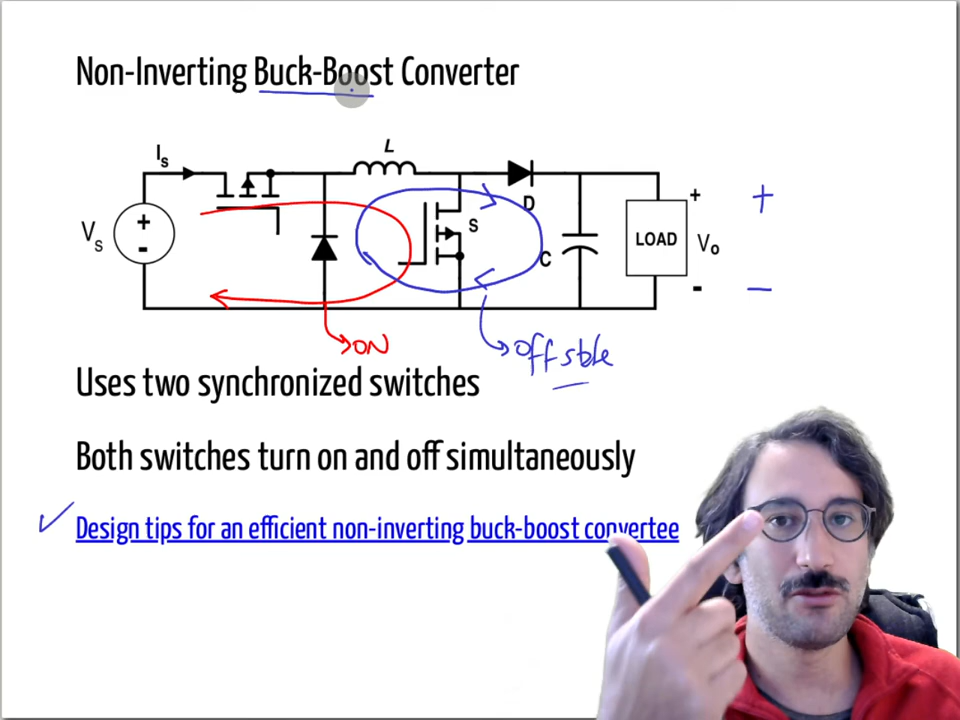 Non-Inverting Buck-Boost Converter
L
Is
D
S
Vs
+
-
C
LOAD
+
Vo
-
+
-
ON
off
Uses two synchronized switches
Both switches turn on and off simultaneously
Design tips for an efficient non-inverting buck-boost convertee